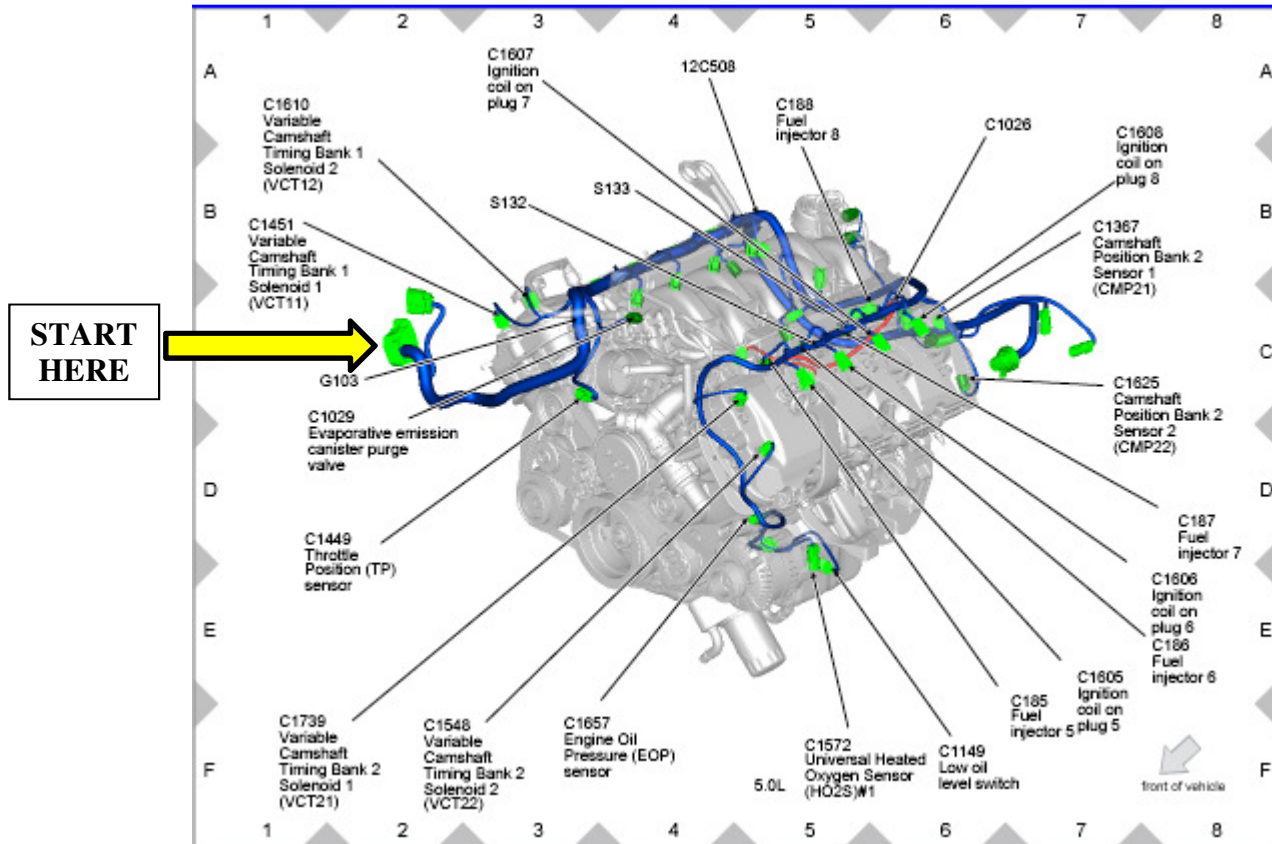 1 2 3 4 5 6 7 8
A A
C1607
Ignition
coil on
plug 7
12C508
C1610
Variable
Camshaft
Timing Bank 1
Solenoid 2
(VCT12)
C188
Fuel
injector 8
C1026
C1608
Ignition
coil on
plug 8
B B
S133
S132
C1451
Variable
Camshaft
Timing Bank 1
Solenoid 1
(VCT11)
C1367
Camshaft
Position Bank 2
Sensor 1
(CMP21)
START
HERE
C C
G103
C1029
Evaporative emission
canister purge
valve
C1625
Camshaft
Position Bank 2
Sensor 2
(CMP22)
D D
C1449
Throttle
Position (TP)
sensor
C187
Fuel
injector 7
C1606
Ignition
coil on
plug 6
E E
C186
Fuel
injector 6
C1605
Ignition
coil on
plug 5
C185
Fuel
injector 5
C1739
Variable
Camshaft
Timing Bank 2
Solenoid 1
(VCT21)
C1548
Variable
Camshaft
Timing Bank 2
Solenoid 2
(VCT22)
C1657
Engine Oil
Pressure (EOP)
sensor
C1572
Universal Heated
Oxygen Sensor
(HO2S)#1
C1149
Low oil
level switch
F F
5.0L
front of vehicle
1 2 3 4 5 6 7 8